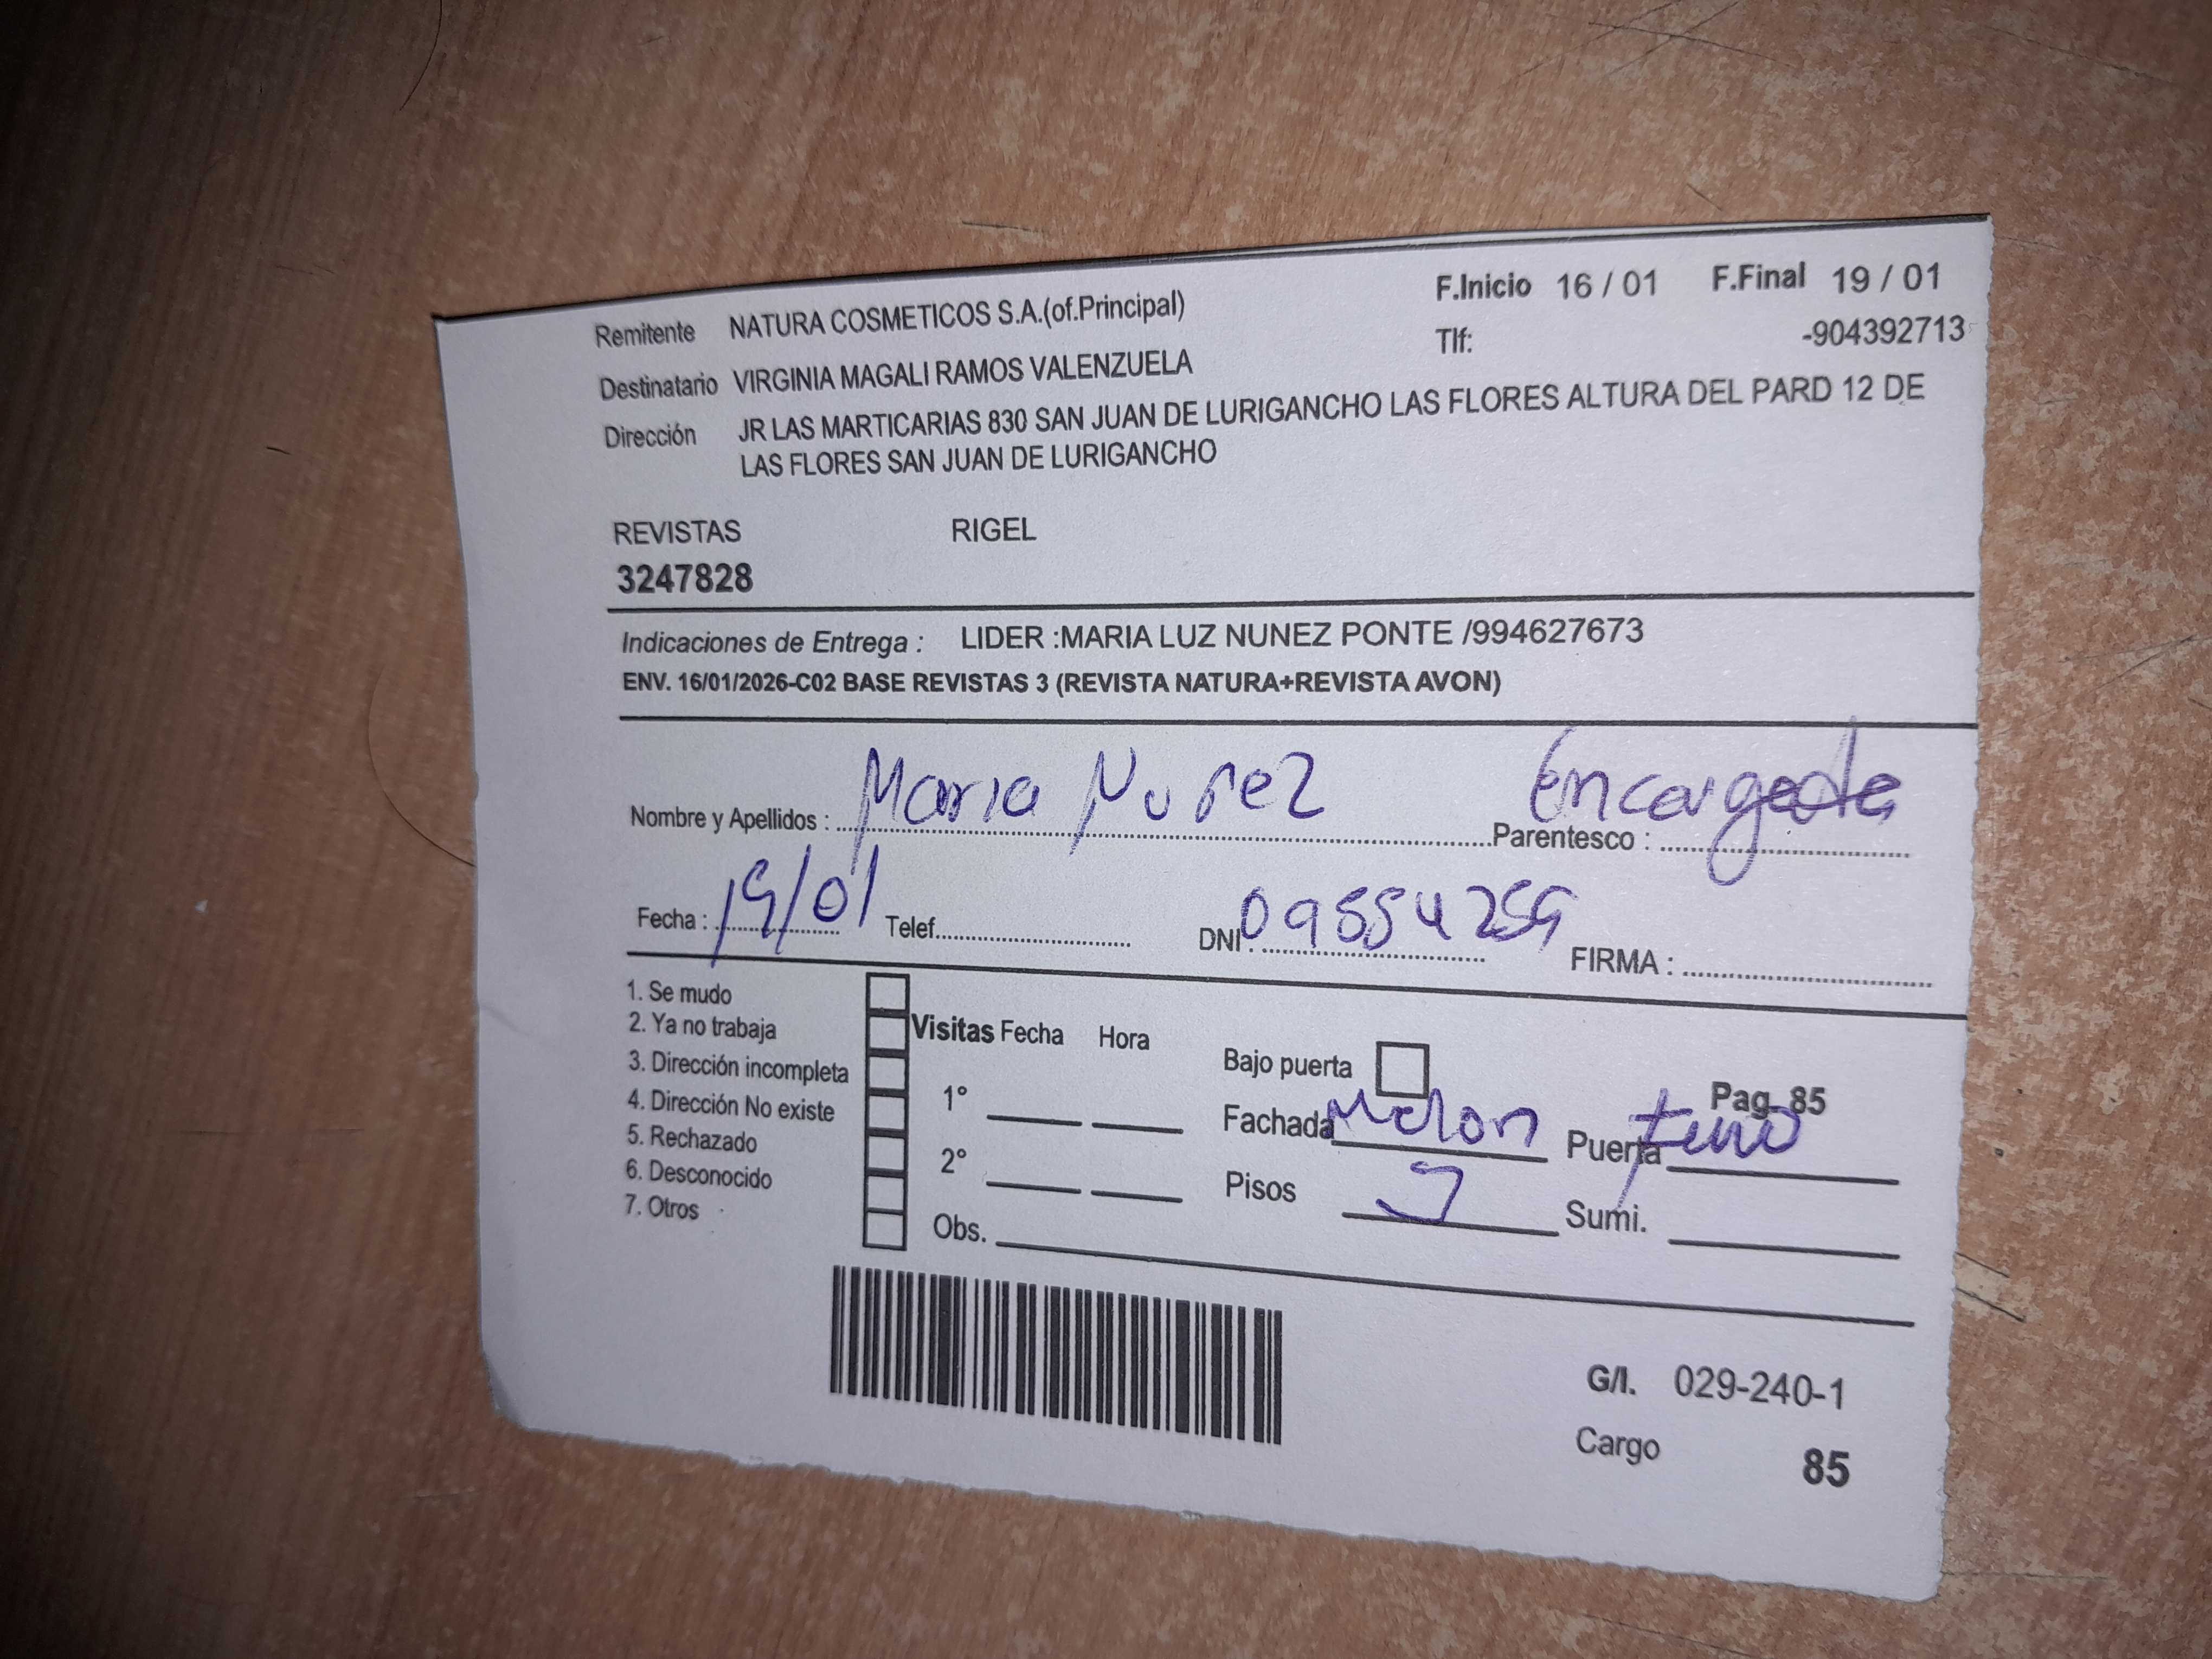 Remitente NATURA COSMETICOS S.A.(of.Principal) F.Inicio 16 / 01 F.Final 19 / 01
Destinatario VIRGINIA MAGALI RAMOS VALENZUELA Tlf: -904392713
Dirección JR LAS MARTICARIAS 830 SAN JUAN DE LURIGANCHO LAS FLORES ALTURA DEL PARD 12 DE
LAS FLORES SAN JUAN DE LURIGANCHO
REVISTAS RIGEL
3247828
Indicaciones de Entrega : LIDER :MARIA LUZ NUNEZ PONTE /994627673
ENV. 16/01/2026-C02 BASE REVISTAS 3 (REVISTA NATURA+REVISTA AVON)
Nombre y Apellidos : Maria Nuñez Parentesco : Encargada
Fecha : 19/01 Telef. DNI : FIRMA :
1. Se mudo
2. Ya no trabaja Visitas Fecha Hora
3. Dirección incompleta Bajo puerta
4. Dirección No existe 1° Fachada Melon Puerta Pag. 85
5. Rechazado
6. Desconocido 2° Pisos Sumi.
7. Otros Obs.
G/I. 029-240-1
Cargo 85